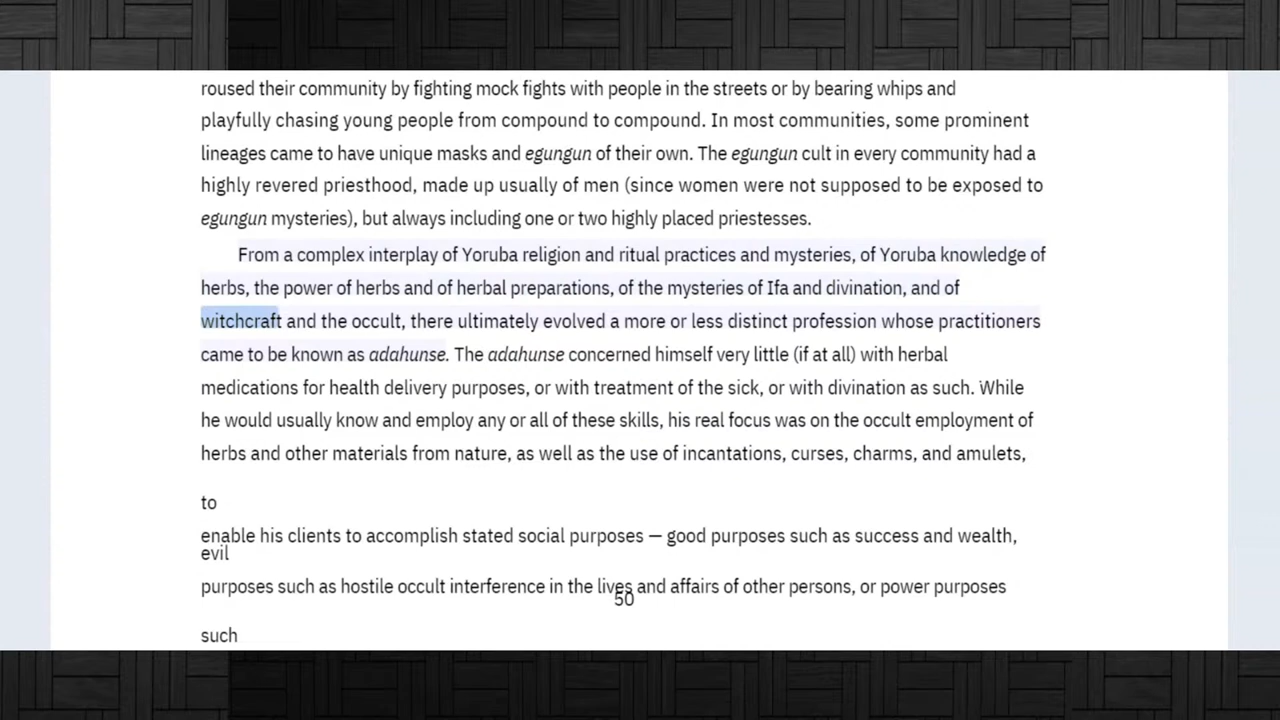 roused their community by fighting mock fights with people in the streets or by bearing whips and
playfully chasing young people from compound to compound. In most communities, some prominent
lineages came to have unique masks and egungun of their own. The egungun cult in every community had a
highly revered priesthood, made up usually of men (since women were not supposed to be exposed to
egungun mysteries), but always including one or two highly placed priestesses.
From a complex interplay of Yoruba religion and ritual practices and mysteries, of Yoruba knowledge of
herbs, the power of herbs and of herbal preparations, of the mysteries of Ifa and divination, and of
witchcraft and the occult, there ultimately evolved a more or less distinct profession whose practitioners
came to be known as adahunse. The adahunse concerned himself very little (if at all) with herbal
medications for health delivery purposes, or with treatment of the sick, or with divination as such. While
he would usually know and employ any or all of these skills, his real focus was on the occult employment of
herbs and other materials from nature, as well as the use of incantations, curses, charms, and amulets,
to
enable his clients to accomplish stated social purposes — good purposes such as success and wealth,
evil
purposes such as hostile occult interference in the lives and affairs of other persons, or power purposes
50
such